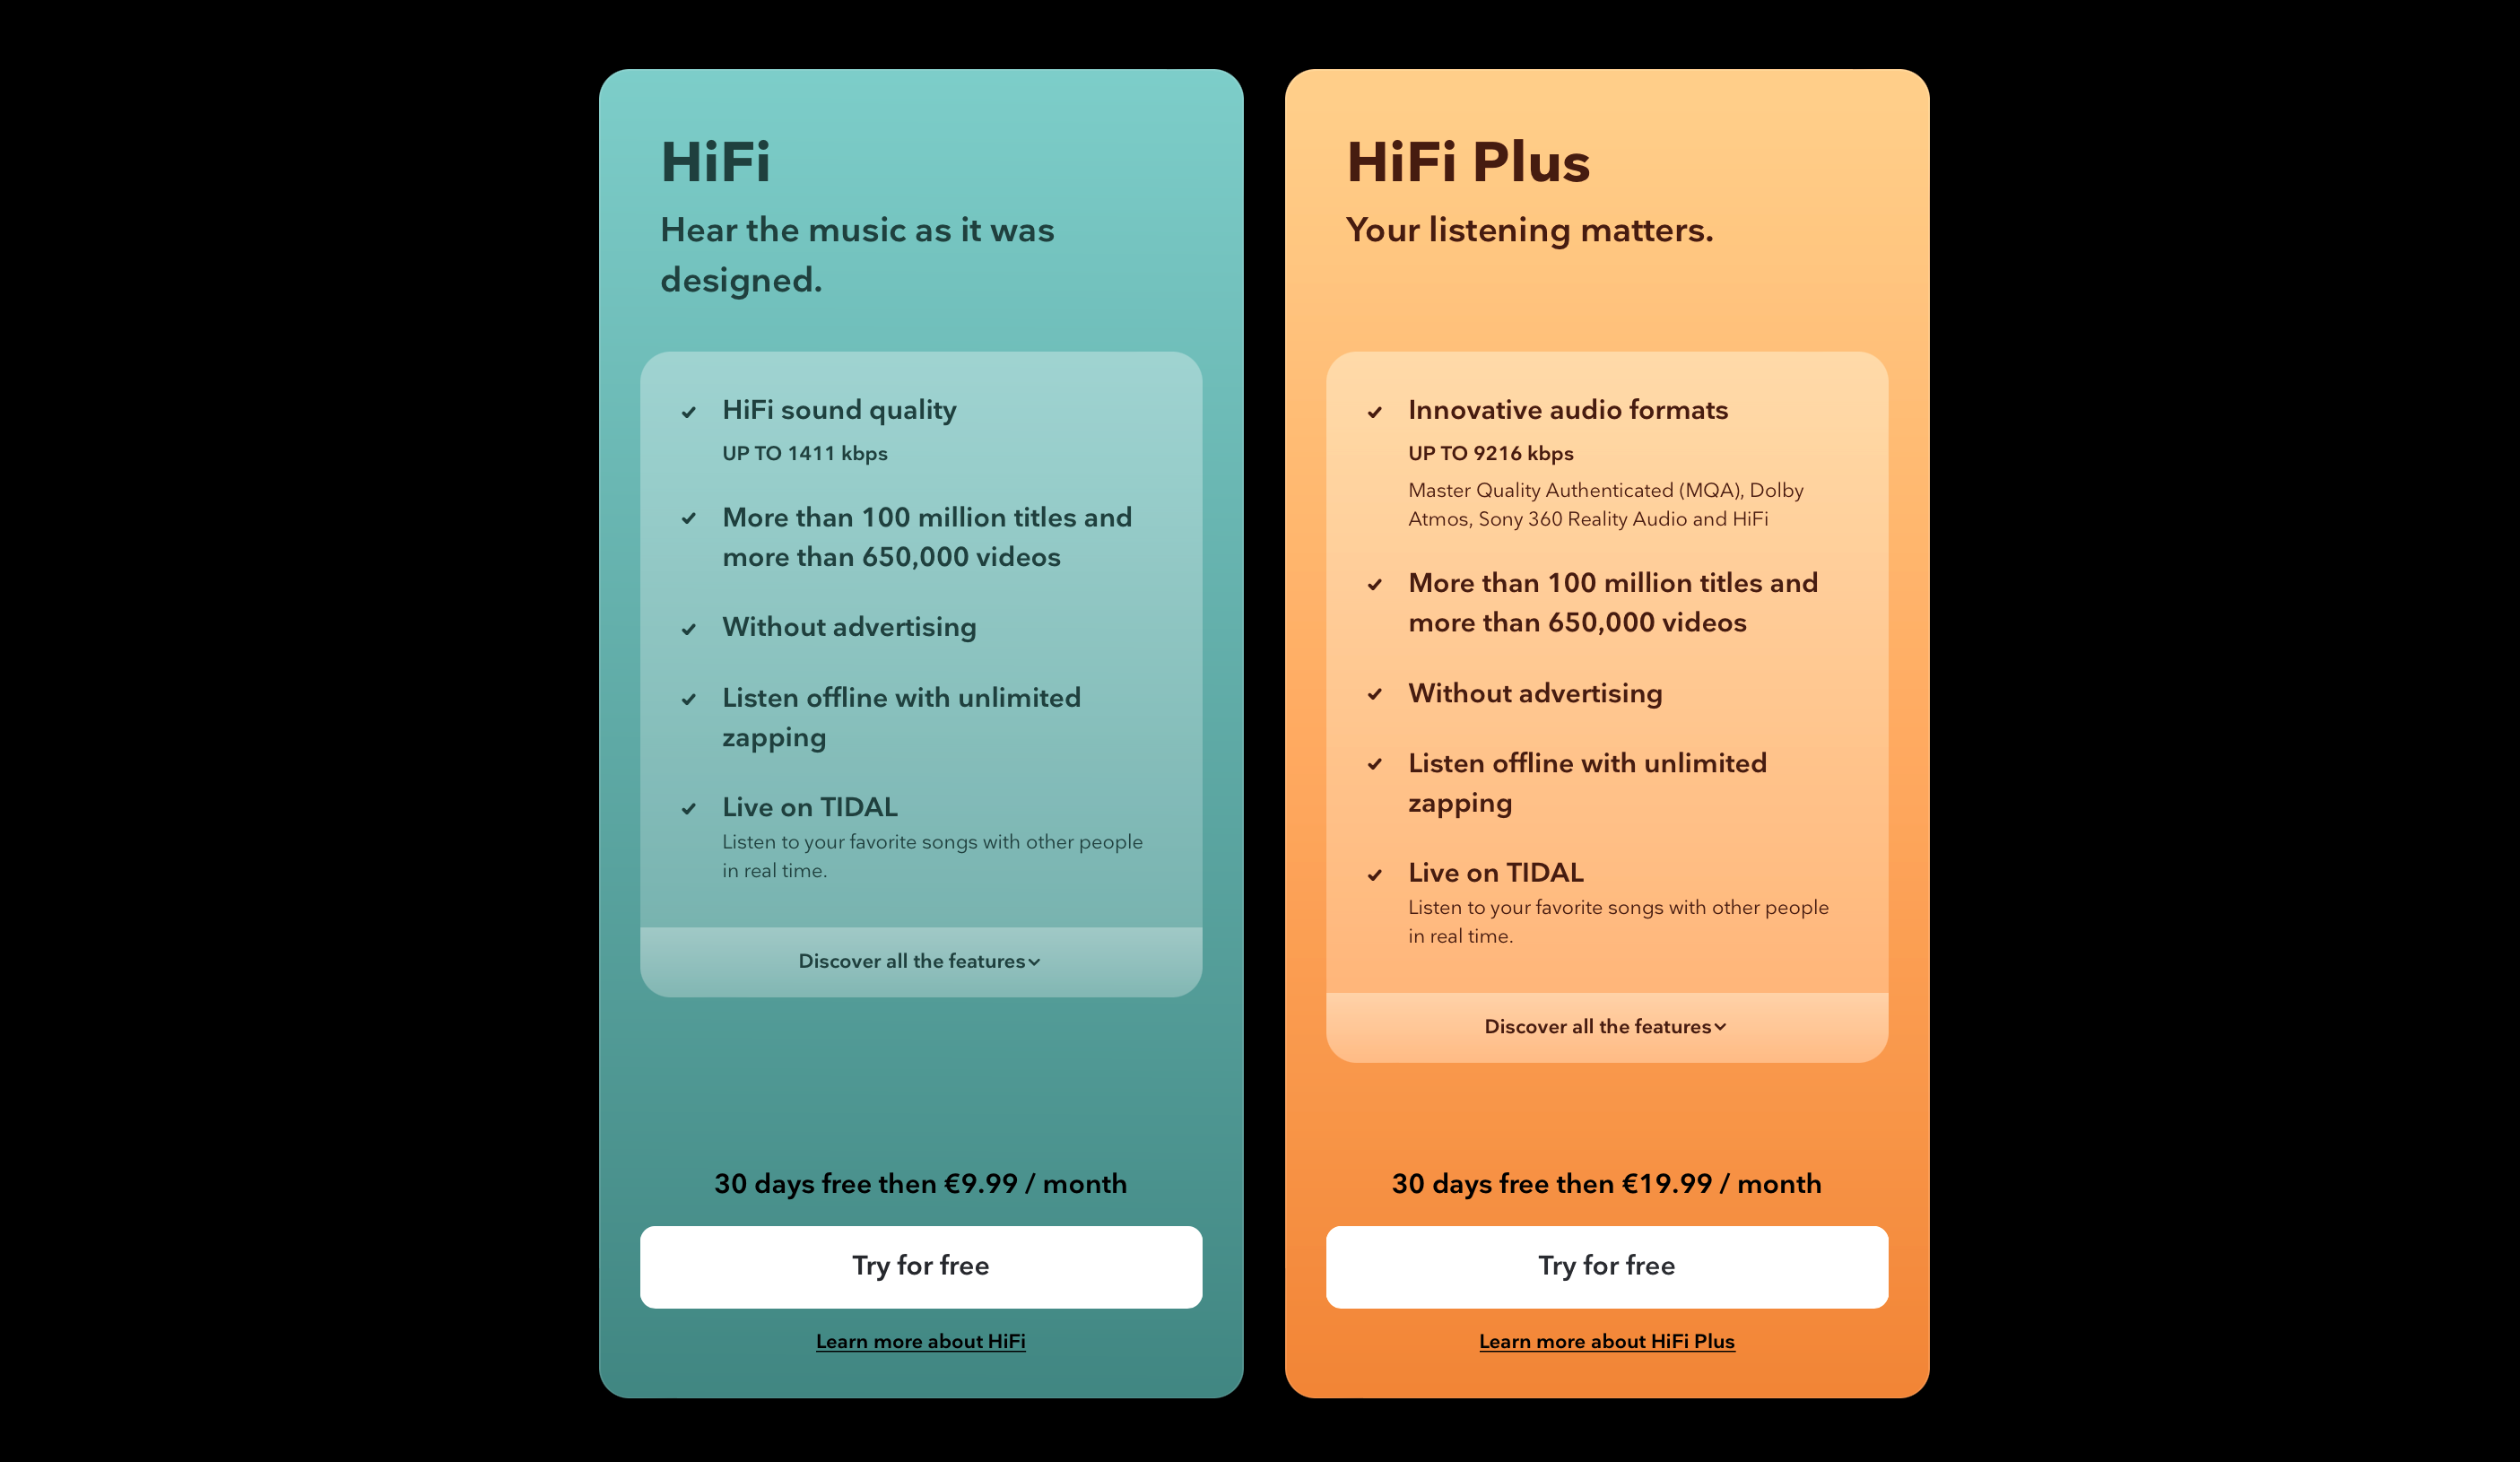 HiFi
Hear the music as it was
designed.
HiFi sound quality
UP TO 1411 kbps
More than 100 million titles and
more than 650,000 videos
Without advertising
Listen offline with unlimited
zapping
Live on TIDAL
Listen to your favorite songs with other people
in real time.
Discover all the features
30 days free then €9.99 / month
Try for free
Learn more about HiFi
HiFi Plus
Your listening matters.
Innovative audio formats
UP TO 9216 kbps
Master Quality Authenticated (MQA), Dolby
Atmos, Sony 360 Reality Audio and HiFi
More than 100 million titles and
more than 650,000 videos
Without advertising
Listen offline with unlimited
zapping
Live on TIDAL
Listen to your favorite songs with other people
in real time.
Discover all the features
30 days free then €19.99 / month
Try for free
Learn more about HiFi Plus